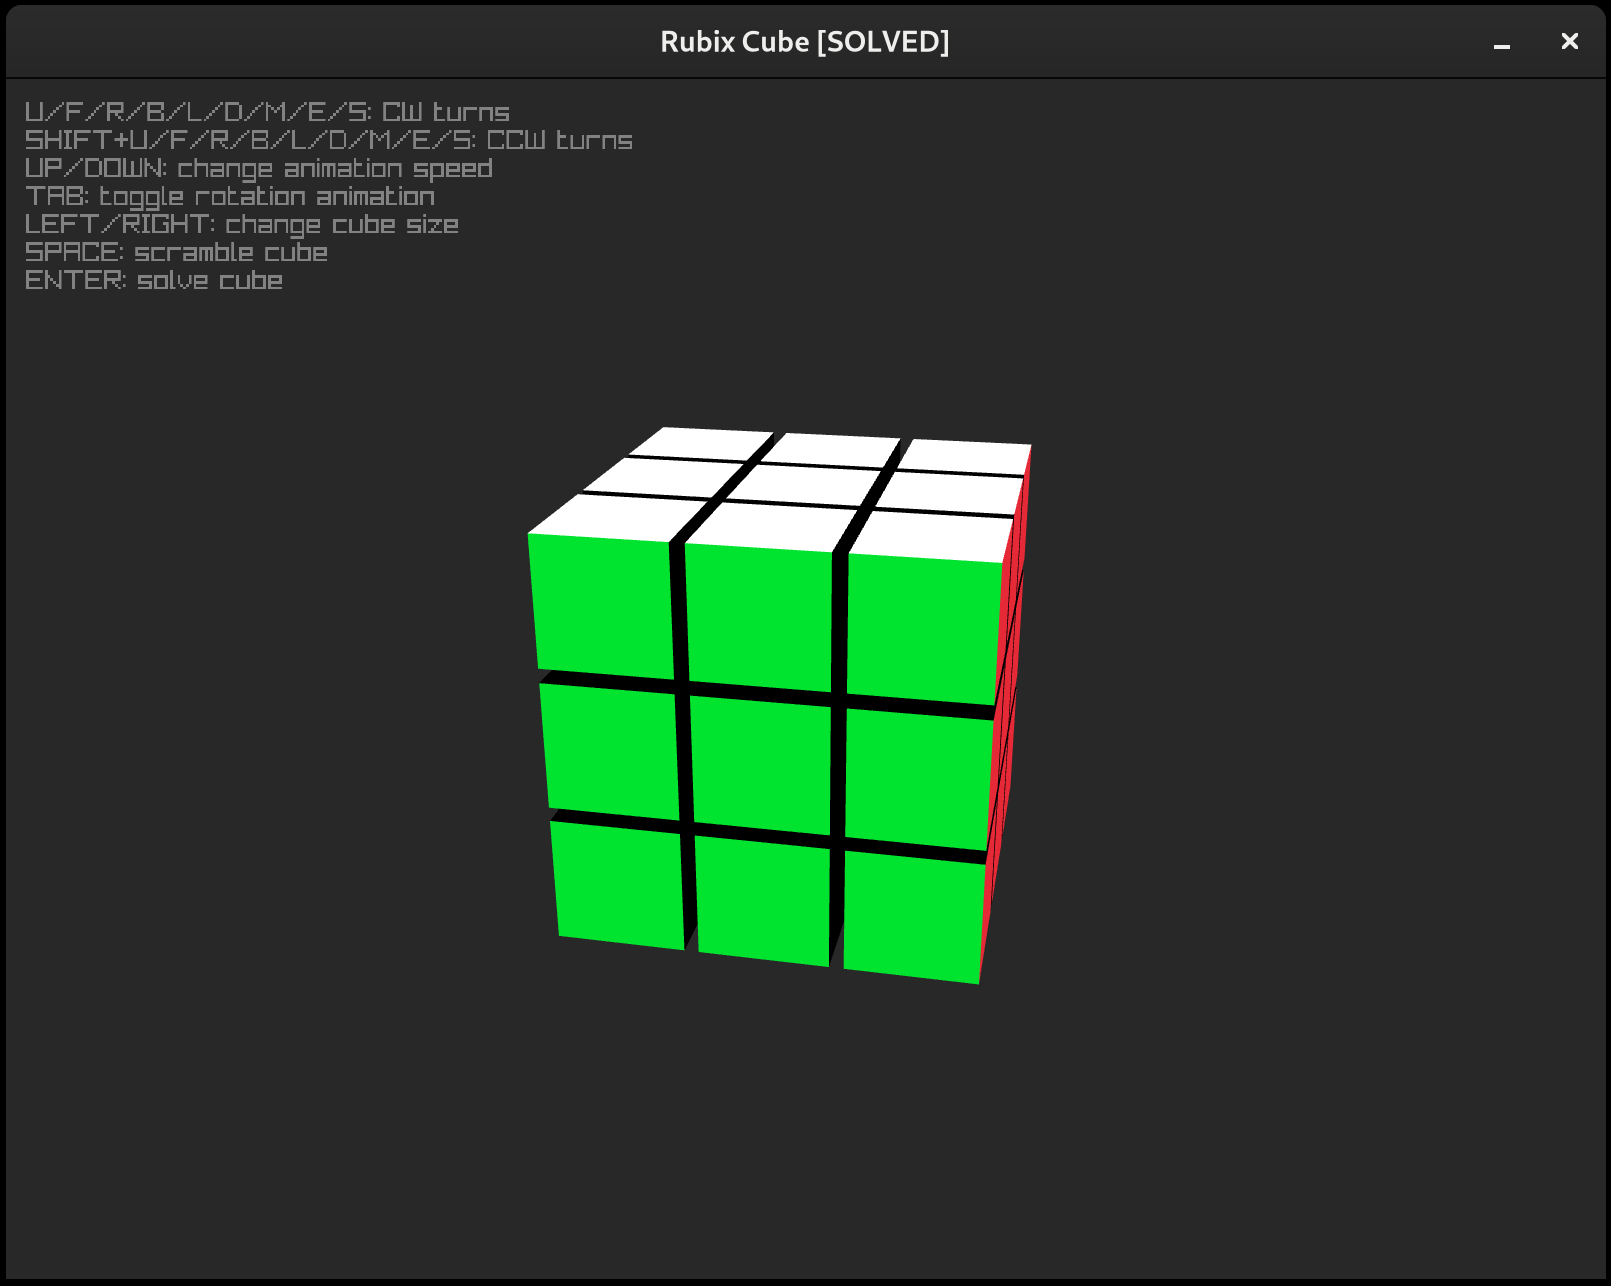 Rubix Cube [SOLVED]
U/F/R/B/L/D/M/E/S: CW turns
SHIFT+U/F/R/B/L/D/M/E/S: CCW turns
UP/DOWN: change animation speed
TAB: toggle rotation animation
LEFT/RIGHT: change cube size
SPACE: scramble cube
ENTER: solve cube